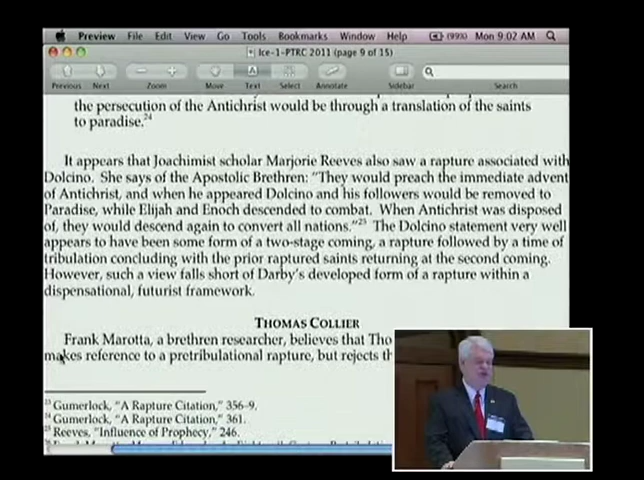 Preview File Edit View Go Tools Bookmarks Window Help (99%) Mon 9:02 AM
Ice-1-PTRC 2011 (page 9 of 15)
Previous Next Zoom Move Text Select Annotate Sidebar Search
the persecution of the Antichrist would be through a translation of the saints
to paradise.24
It appears that Joachimist scholar Marjorie Reeves also saw a rapture associated with
Dolcino. She says of the Apostolic Brethren: “They would preach the immediate advent
of Antichrist, and when he appeared Dolcino and his followers would be removed to
Paradise, while Elijah and Enoch descended to combat. When Antichrist was disposed
of, they would descend again to convert all nations.”25 The Dolcino statement very well
appears to have been some form of a two-stage coming, a rapture followed by a time of
tribulation concluding with the prior raptured saints returning at the second coming.
However, such a view falls short of Darby’s developed form of a rapture within a
dispensational, futurist framework.
THOMAS COLLIER
Frank Marotta, a brethren researcher, believes that Tho
makes reference to a pretribulational rapture, but rejects th
23 Gumerlock, “A Rapture Citation,” 356-9.
24 Gumerlock, “A Rapture Citation,” 361.
25 Reeves, “Influence of Prophecy,” 246.